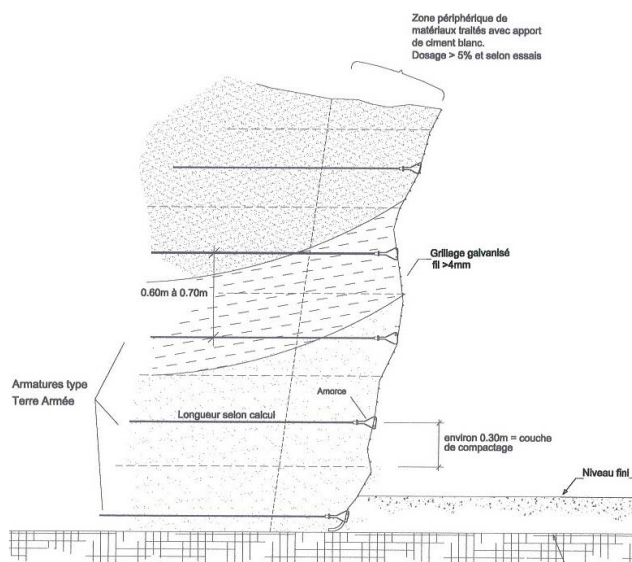 Zone périphérique de
matériaux traités avec apport
de ciment blanc.
Dosage > 5% et selon essais
Grillage galvanisé
fil >4mm
0.60m à 0.70m
Armatures type
Terre Armée
Amorce
Longueur selon calcul
environ 0.30m = couche
de compactage
Niveau fini